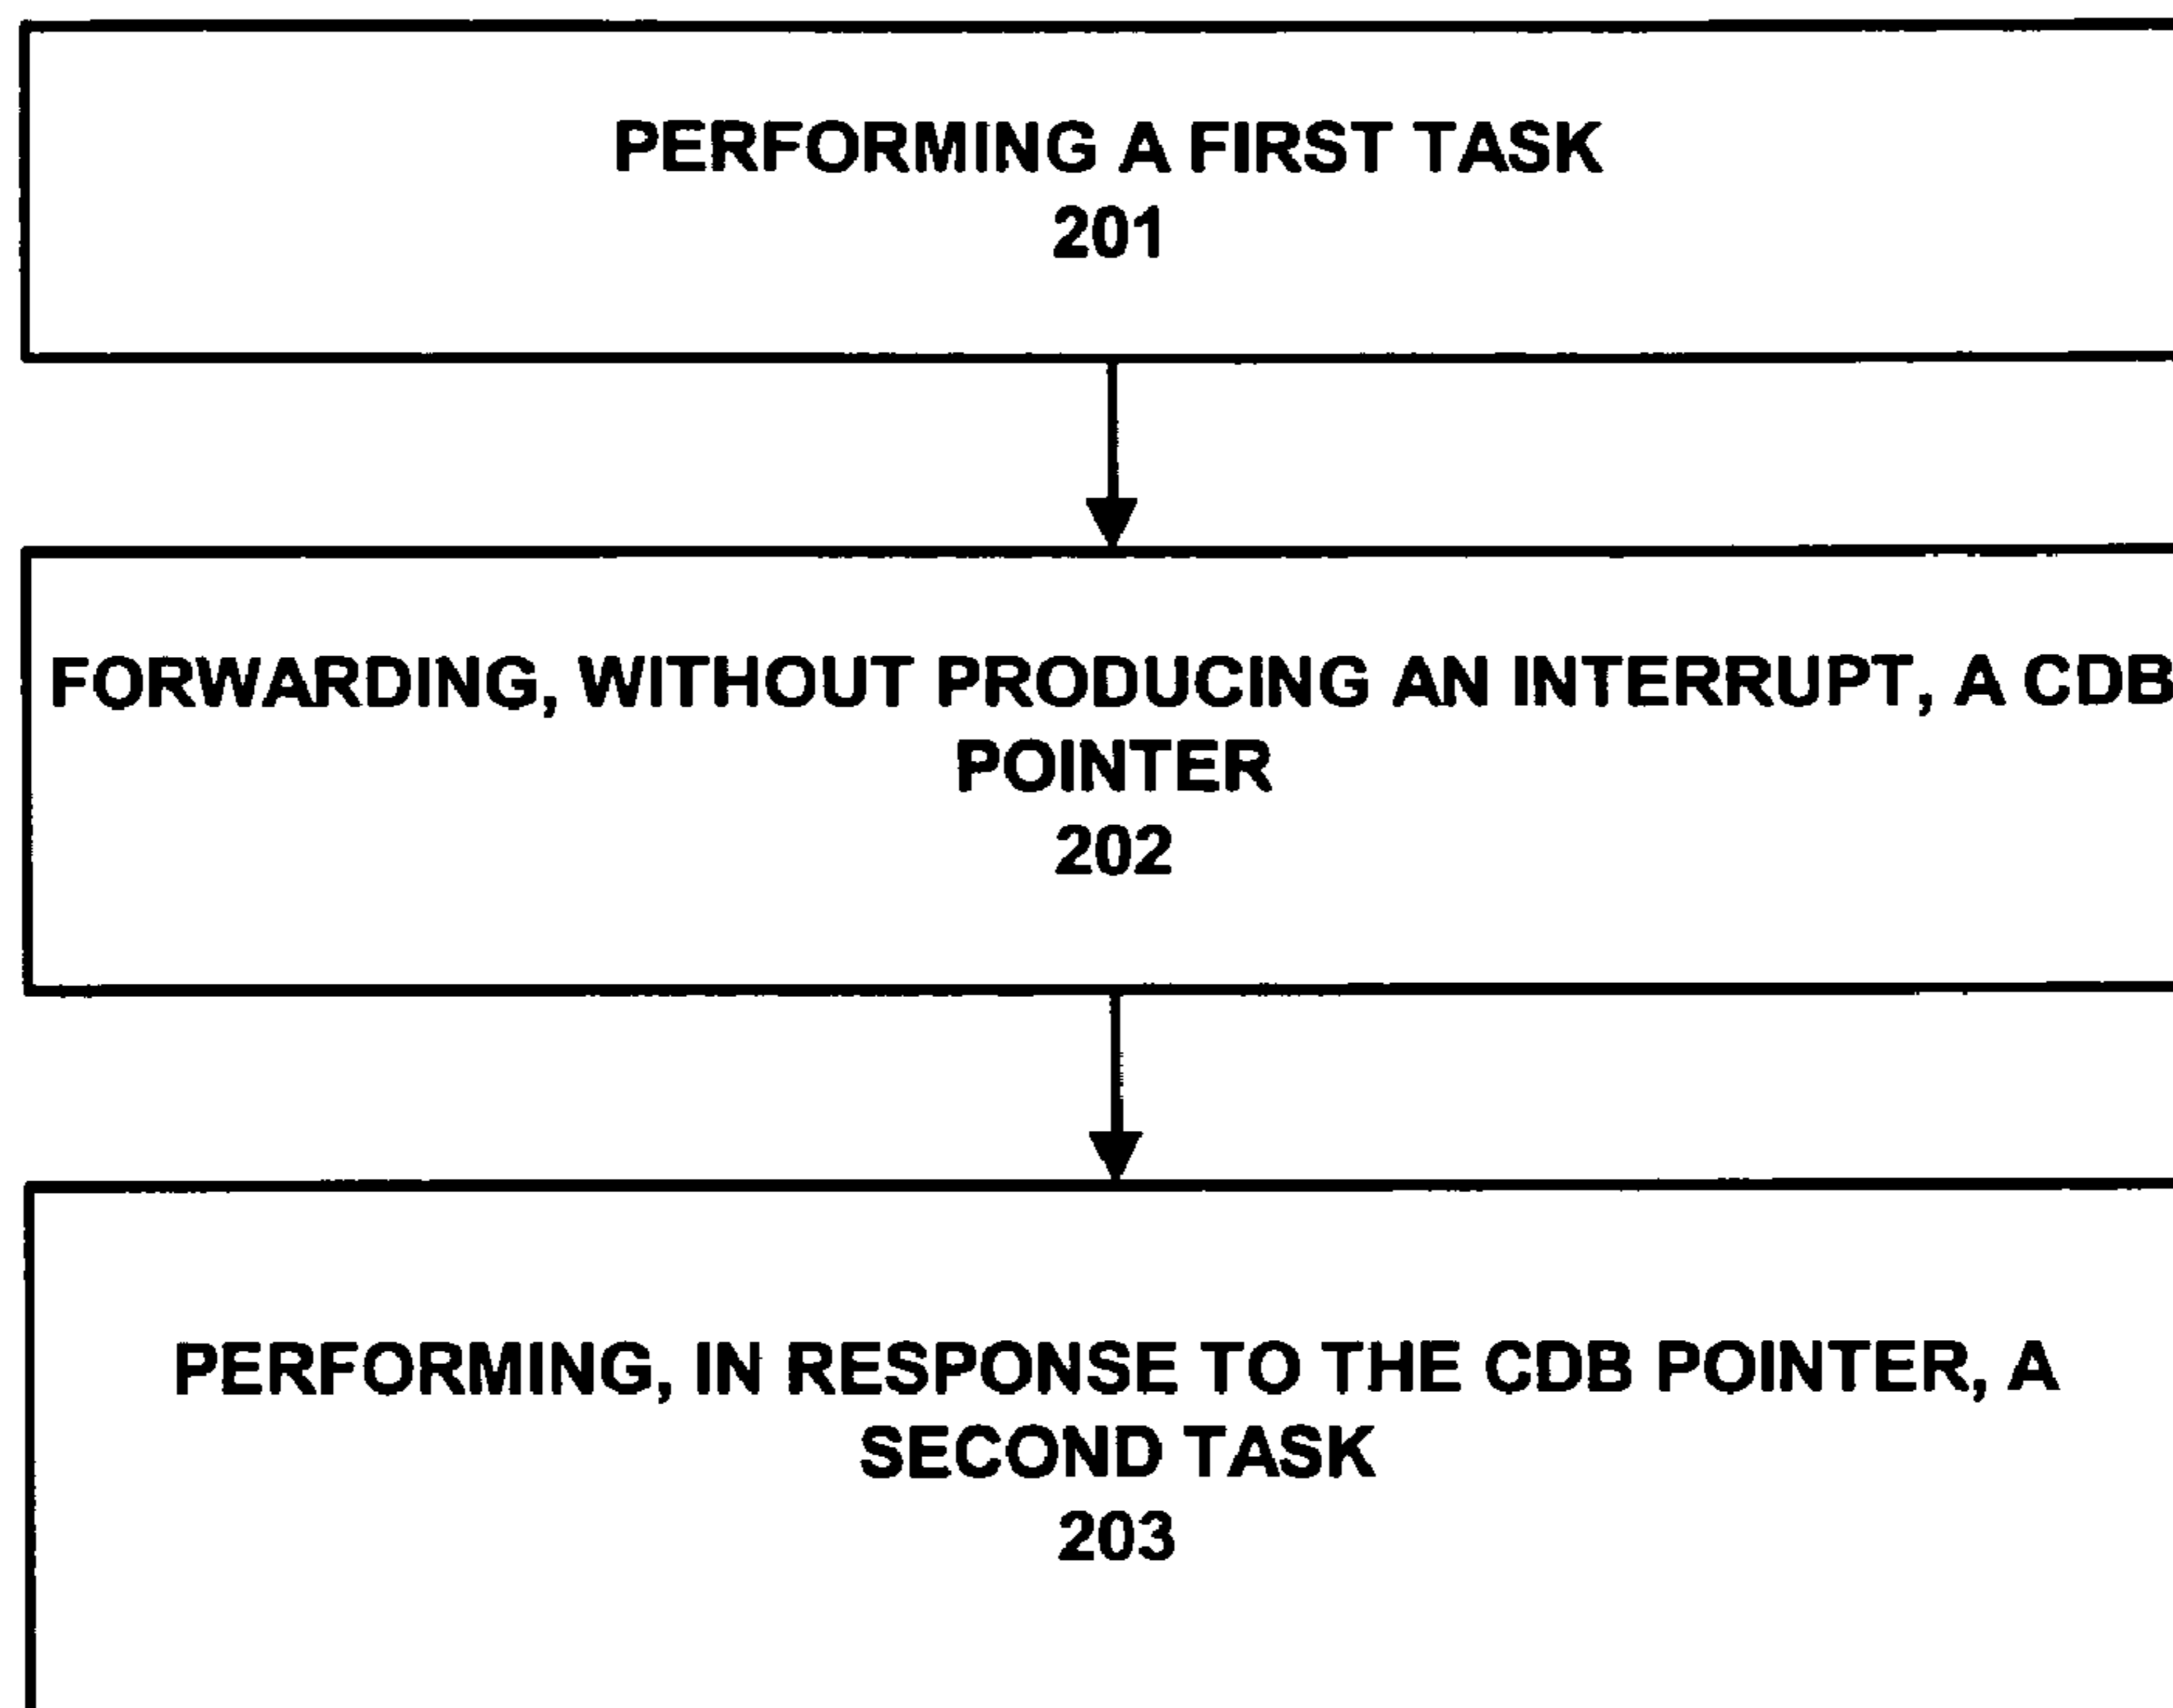 PERFORMING A FIRST TASK
201
FORWARDING, WITHOUT PRODUCING AN INTERRUPT, A CDB
POINTER
202
PERFORMING, IN RESPONSE TO THE CDB POINTER, A
SECOND TASK
203